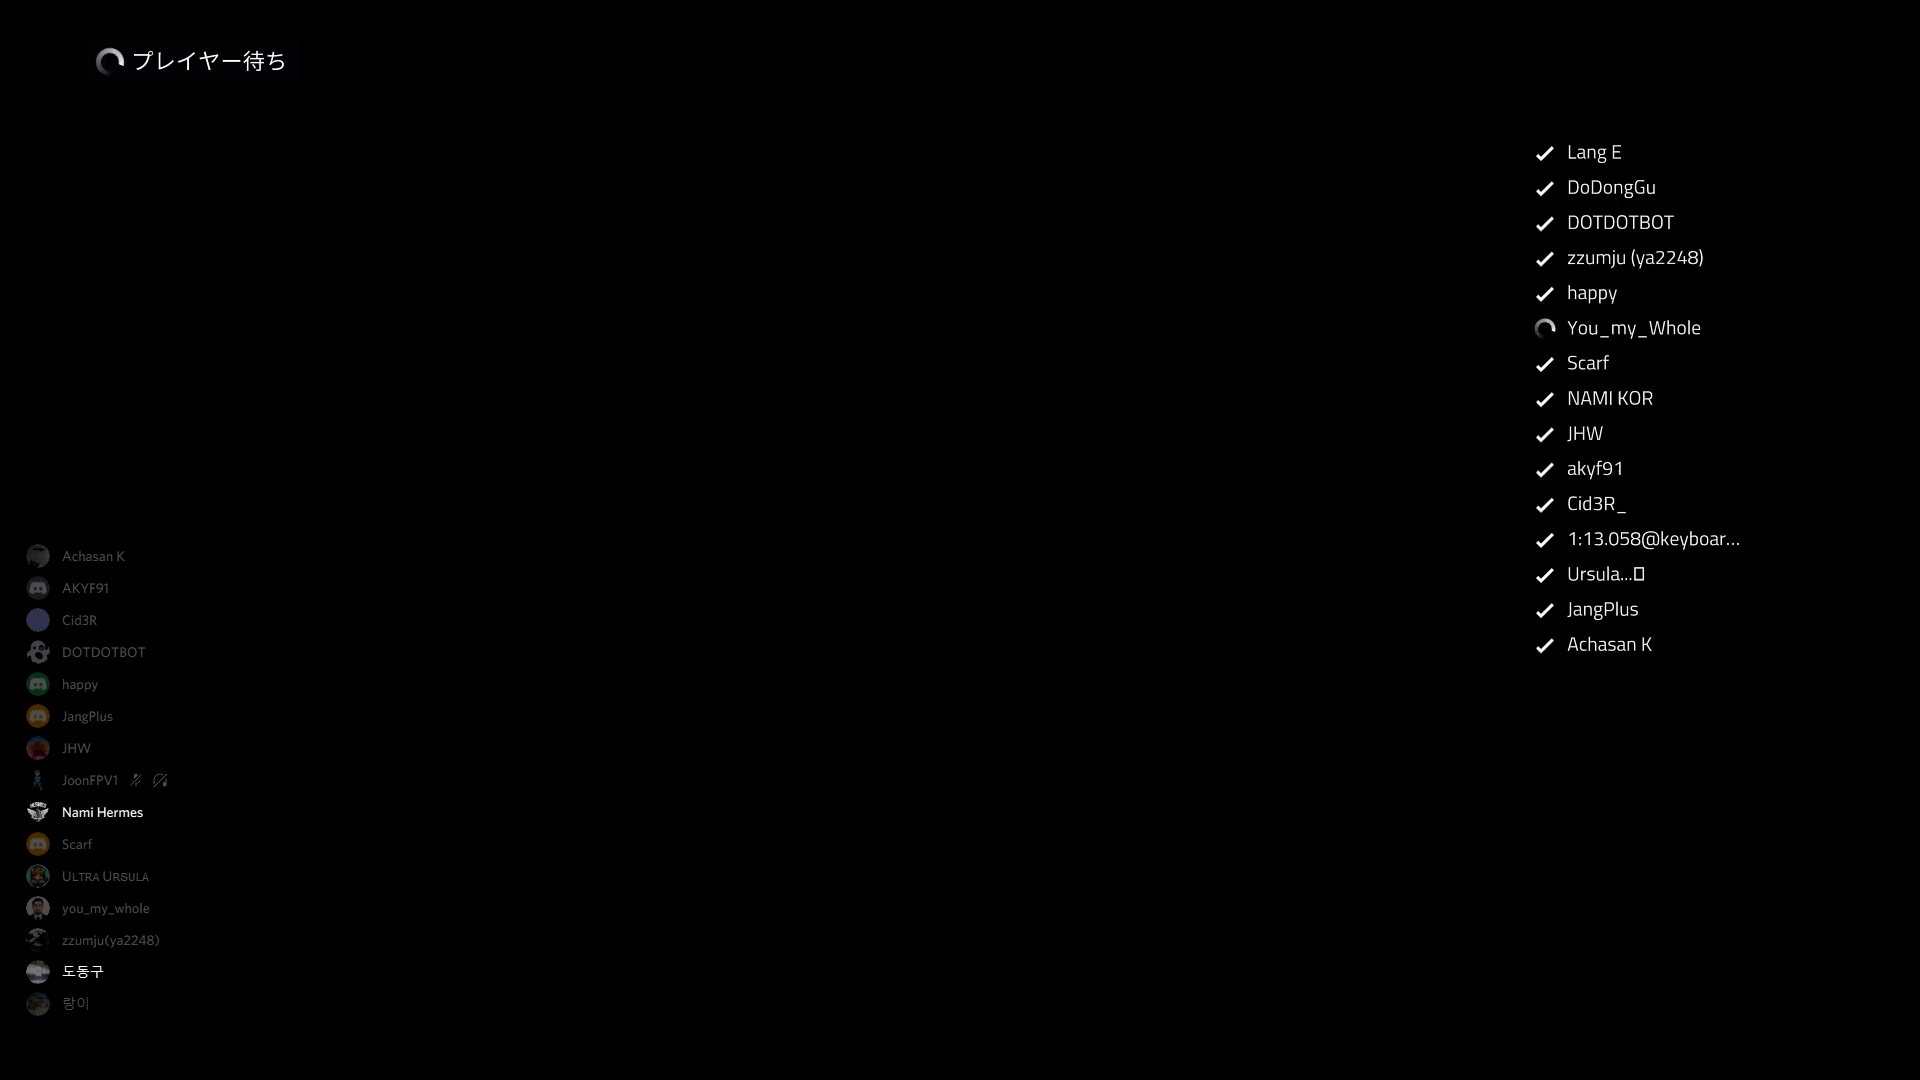 プレイヤー待ち
Lang E
DoDongGu
DOTDOTBOT
zzumju (ya2248)
happy
You_my_Whole
Scarf
NAMI KOR
JHW
akyf91
Cid3R_
1:13.058@keyboar...
Ursula...
JangPlus
Achasan K
Achasan K
AKYF91
Cid3R
DOTDOTBOT
happy
JangPlus
JHW
JoonFPV1
Nami Hermes
Scarf
Ultra Ursula
you_my_whole
zzumju(ya2248)
도동구
랑이